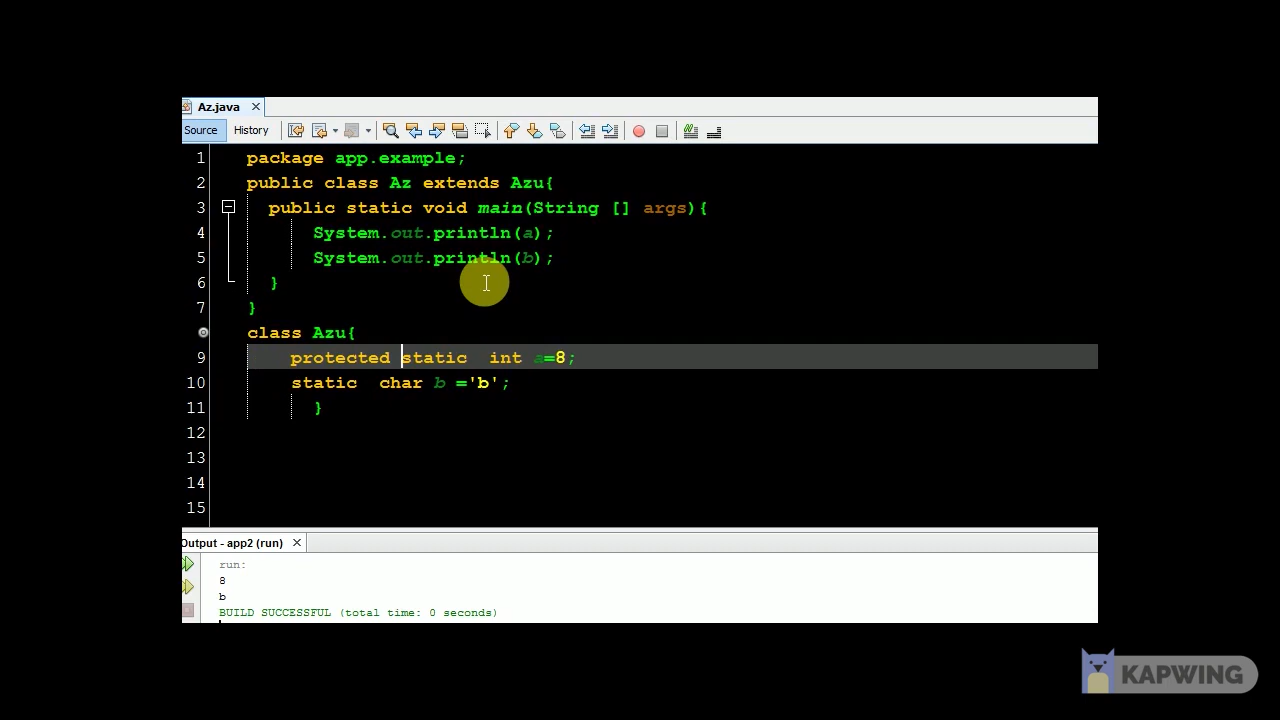 Az.java
Source History
1 package app.example;
2 public class Az extends Azu{
3 public static void main(String [] args){
4 System.out.println(a);
5 System.out.println(b);
6 }
7 }
class Azu{
9 protected static  int a=8;
10 static  char b ='b';
11 }
12
13
14
15
Output - app2 (run)
run:
8
b
BUILD SUCCESSFUL (total time: 0 seconds)
KAPWING